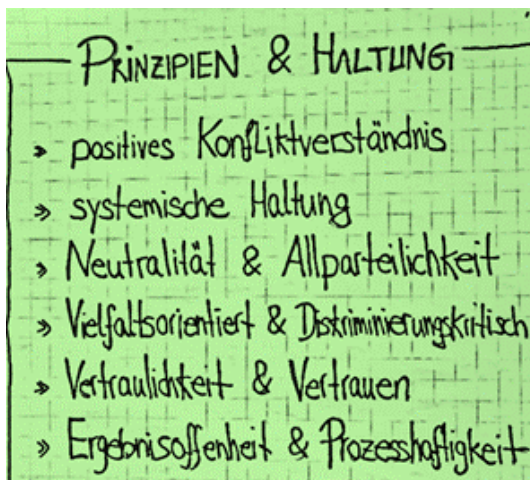 PRINZIPIEN & HALTUNG
» positives Konfliktverständnis
» systemische Haltung
» Neutralität & Allparteilichkeit
» Vielfaltsorientiert & Diskriminierungskritisch
» Vertraulichkeit & Vertrauen
» Ergebnisoffenheit & Prozesshaftigkeit